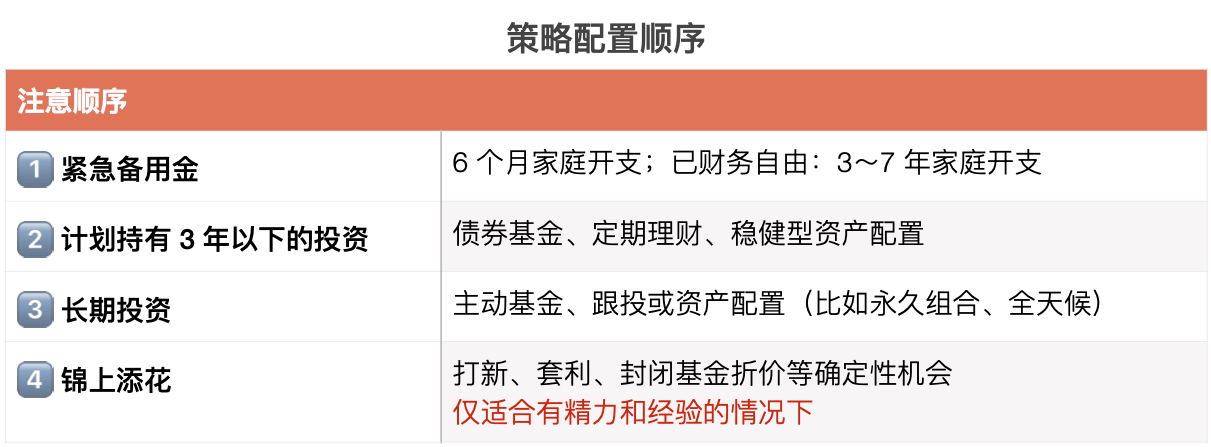 策略配置顺序
注意顺序
1 紧急备用金
6 个月家庭开支；已财务自由：3～7 年家庭开支
2 计划持有 3 年以下的投资
债券基金、定期理财、稳健型资产配置
3 长期投资
主动基金、跟投或资产配置（比如永久组合、全天候）
4 锦上添花
打新、套利、封闭基金折价等确定性机会
仅适合有精力和经验的情况下